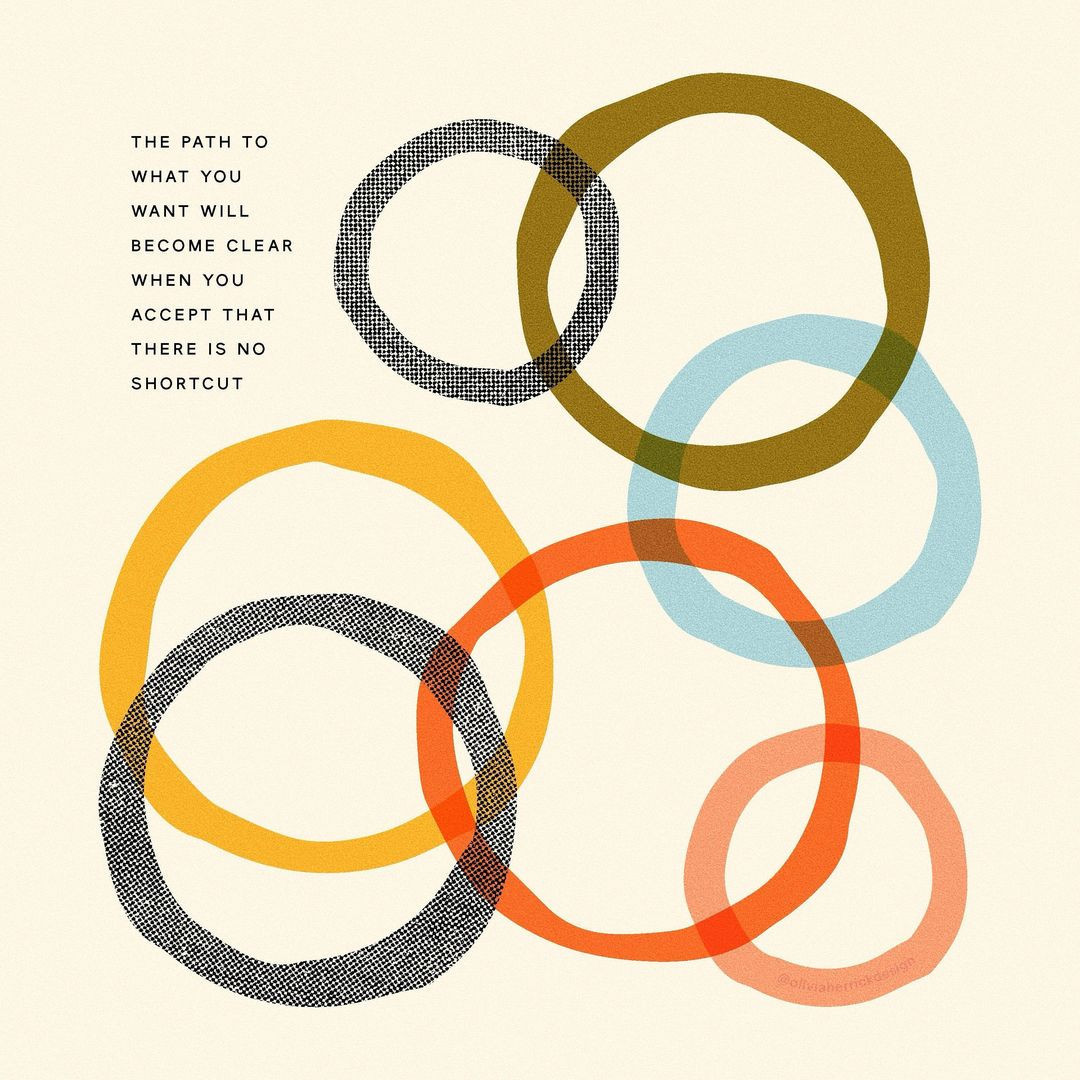 THE PATH TO
WHAT YOU
WANT WILL
BECOME CLEAR
WHEN YOU
ACCEPT THAT
THERE IS NO
SHORTCUT
@oliviaherrickdesign